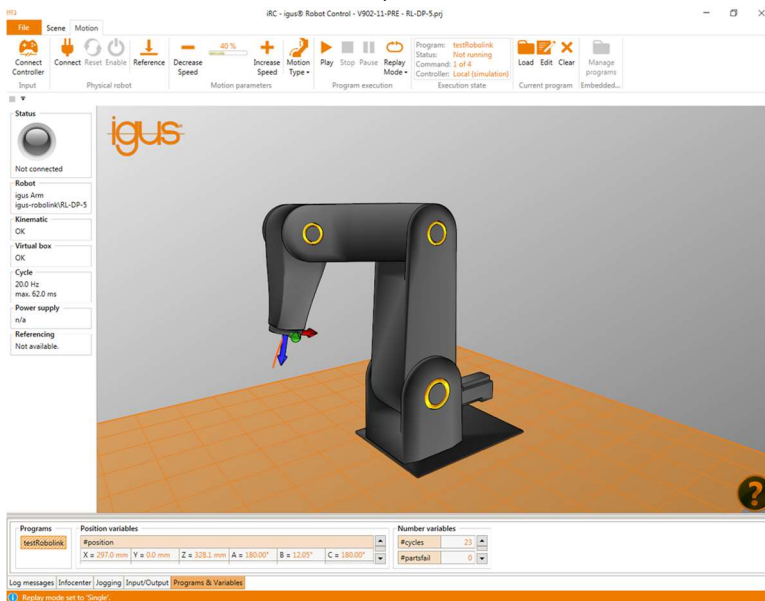 iRC - igus® Robot Control - V902-11-PRE - RL-DP-5.prj
File Scene Motion
Connect Controller
Connect Reset Enable Reference
Decrease Speed
40 %
Increase Speed
Motion Type
Play Stop Pause Replay Mode
Program: testRobolink
Status: Not running
Command: 1 of 4
Controller: Local (simulation)
Load Edit Clear
Manage programs
Input Physical robot Motion parameters Program execution Execution state Current program Embedded...
Status
Not connected
Robot
igus Arm
igus-robolink\RL-DP-5
Kinematic
OK
Virtual box
OK
Cycle
20.0 Hz
max. 62.0 ms
Power supply
n/a
Referencing
Not available.
igus
?
Programs Position variables Number variables
testRobolink #position #cycles 23
X = 297.0 mm Y = 0.0 mm Z = 328.1 mm A = 180.00° B = 12.05° C = 180.00° #partsfail 0
Log messages Infocenter Jogging Input/Output Programs & Variables
Replay mode set to 'Single'.